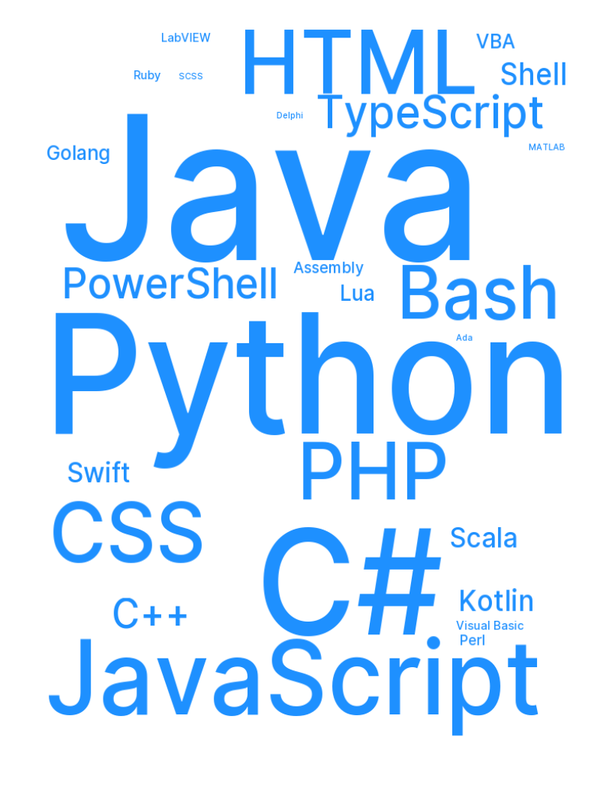 LabVIEW
HTML
VBA
Ruby
scss
Shell
Delphi
TypeScript
Golang
MATLAB
Java
PowerShell
Assembly
Lua
Bash
Python
Ada
Swift
PHP
CSS
C#
Scala
C++
Kotlin
Visual Basic
Perl
JavaScript